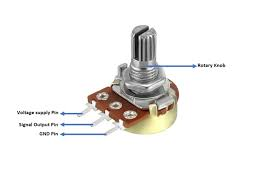 Rotary Knob
Voltage supply Pin
Signal Output Pin
GND Pin